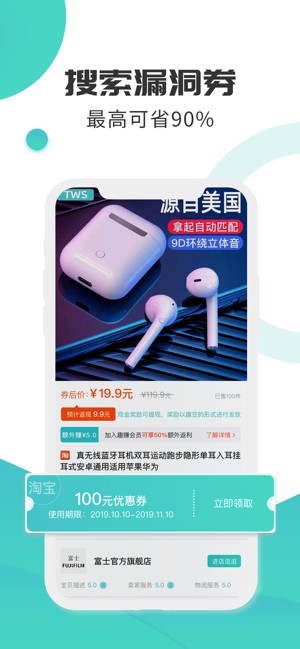 搜索漏洞券
最高可省90%
TWS
源自美国
拿起自动匹配
9D环绕立体音
券后价：￥19.9元 ￥119.9元 已售100件
预计返现 9.9元 现金奖励可提现，奖励以趣豆的形式进行发放
额外赚¥5.0 加入趣赚会员可享50%额外返利 了解详情 >
淘 真无线蓝牙耳机双耳运动跑步隐形单耳入耳挂
耳式安卓通用适用苹果华为
淘宝
100元优惠券
使用期限：2019.10.10-2019.11.10
立即领取
富士
FUJIFILM
富士官方旗舰店
进店逛逛
宝贝描述 5.0 卖家服务 5.0 物流服务 5.0